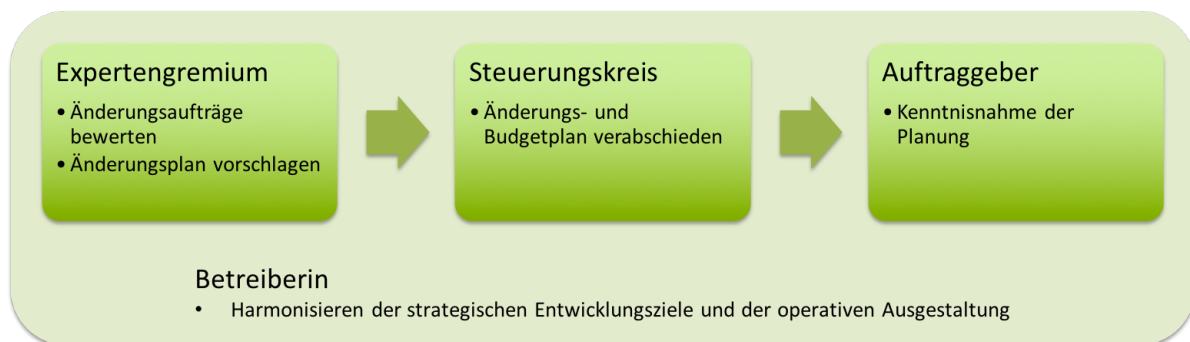 Expertengremium
• Änderungsaufträge
bewerten
• Änderungsplan vorschlagen
Steuerungskreis
• Änderungs- und
Budgetplan verabschieden
Auftraggeber
• Kenntnisnahme der
Planung
Betreiberin
• Harmonisieren der strategischen Entwicklungsziele und der operativen Ausgestaltung